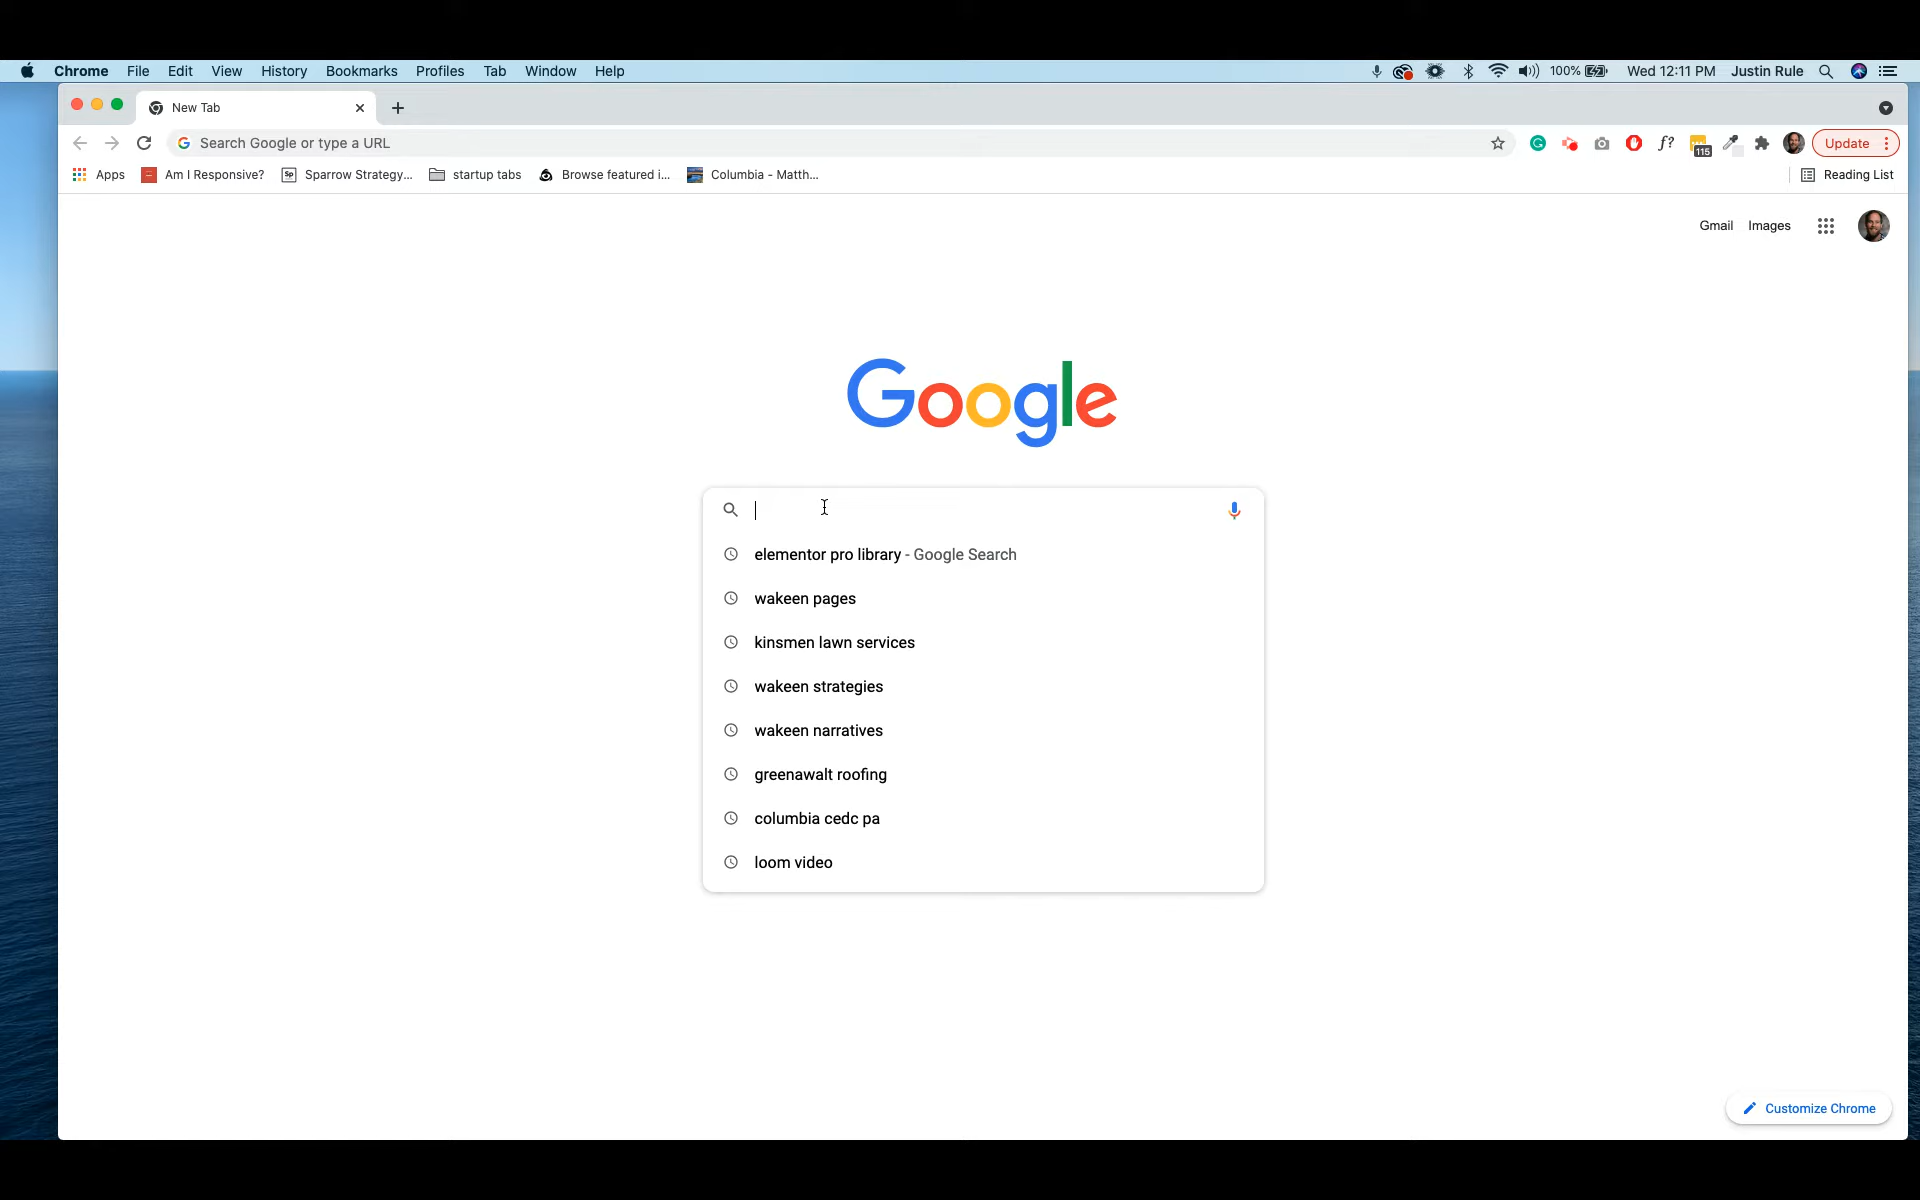 Chrome File Edit View History Bookmarks Profiles Tab Window Help 100% Wed 12:11 PM Justin Rule
New Tab
Search Google or type a URL f? 115 Update
Apps Am I Responsive? Sp Sparrow Strategy... startup tabs Browse featured i... Columbia - Matth... Reading List
Gmail Images
Google
elementor pro library - Google Search
wakeen pages
kinsmen lawn services
wakeen strategies
wakeen narratives
greenawalt roofing
columbia cedc pa
loom video
Customize Chrome